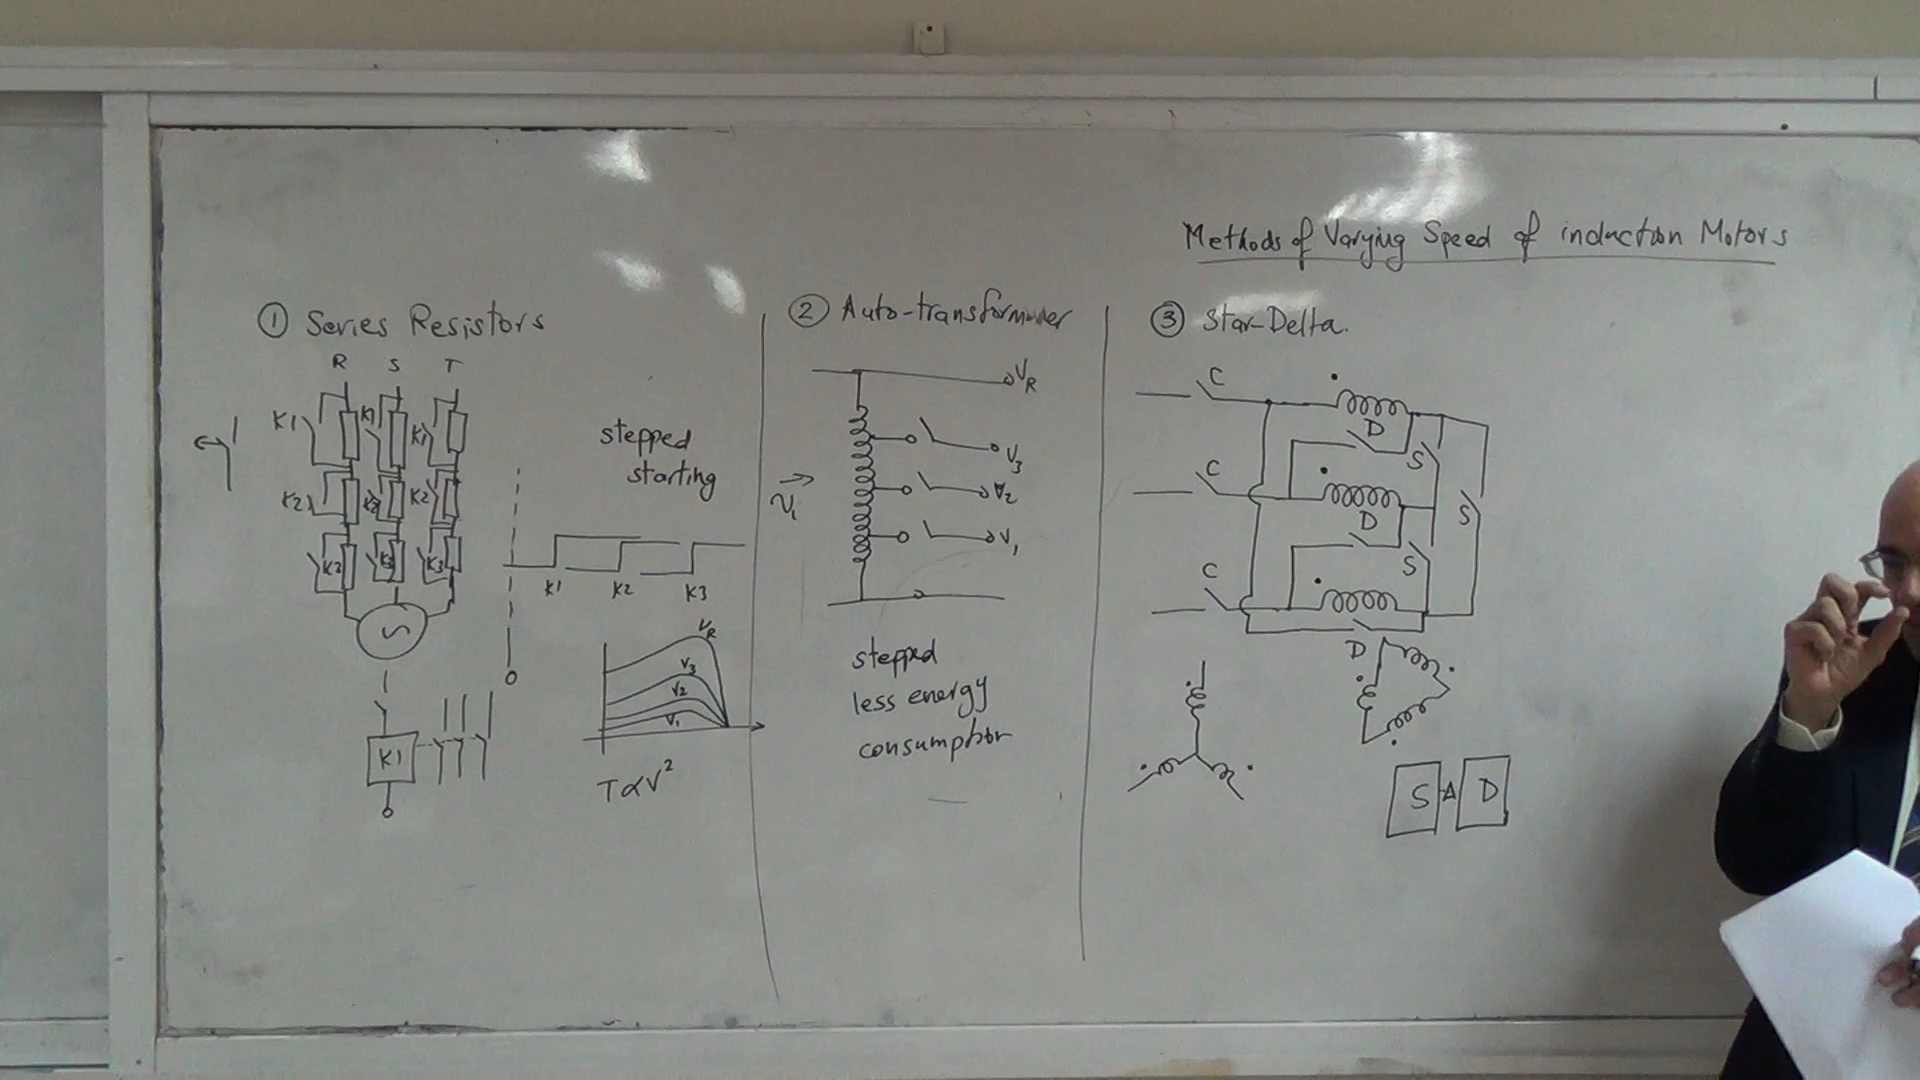 Methods of Varying Speed of induction Motors
① Series Resistors
R S T
K1 K1 K1
K2 K2 K2
K3 K3 K3
K1
stepped
starting
K1 K2 K3
VR
V3
V2
V1
T∝V²
② Auto-transformer
VR
V3
V2
V1
V1
stepped
less energy
consumption
③ Star-Delta.
C
D
S
C
S
D
S
C
D
S D